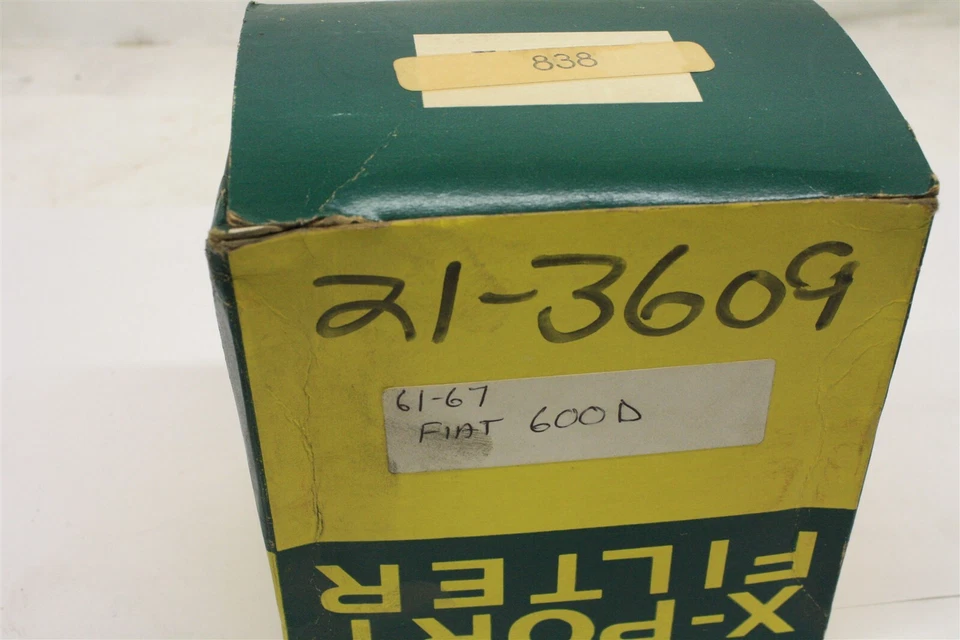 838
21-3609
61-67
FIAT 600D
X-PORT
FILTER